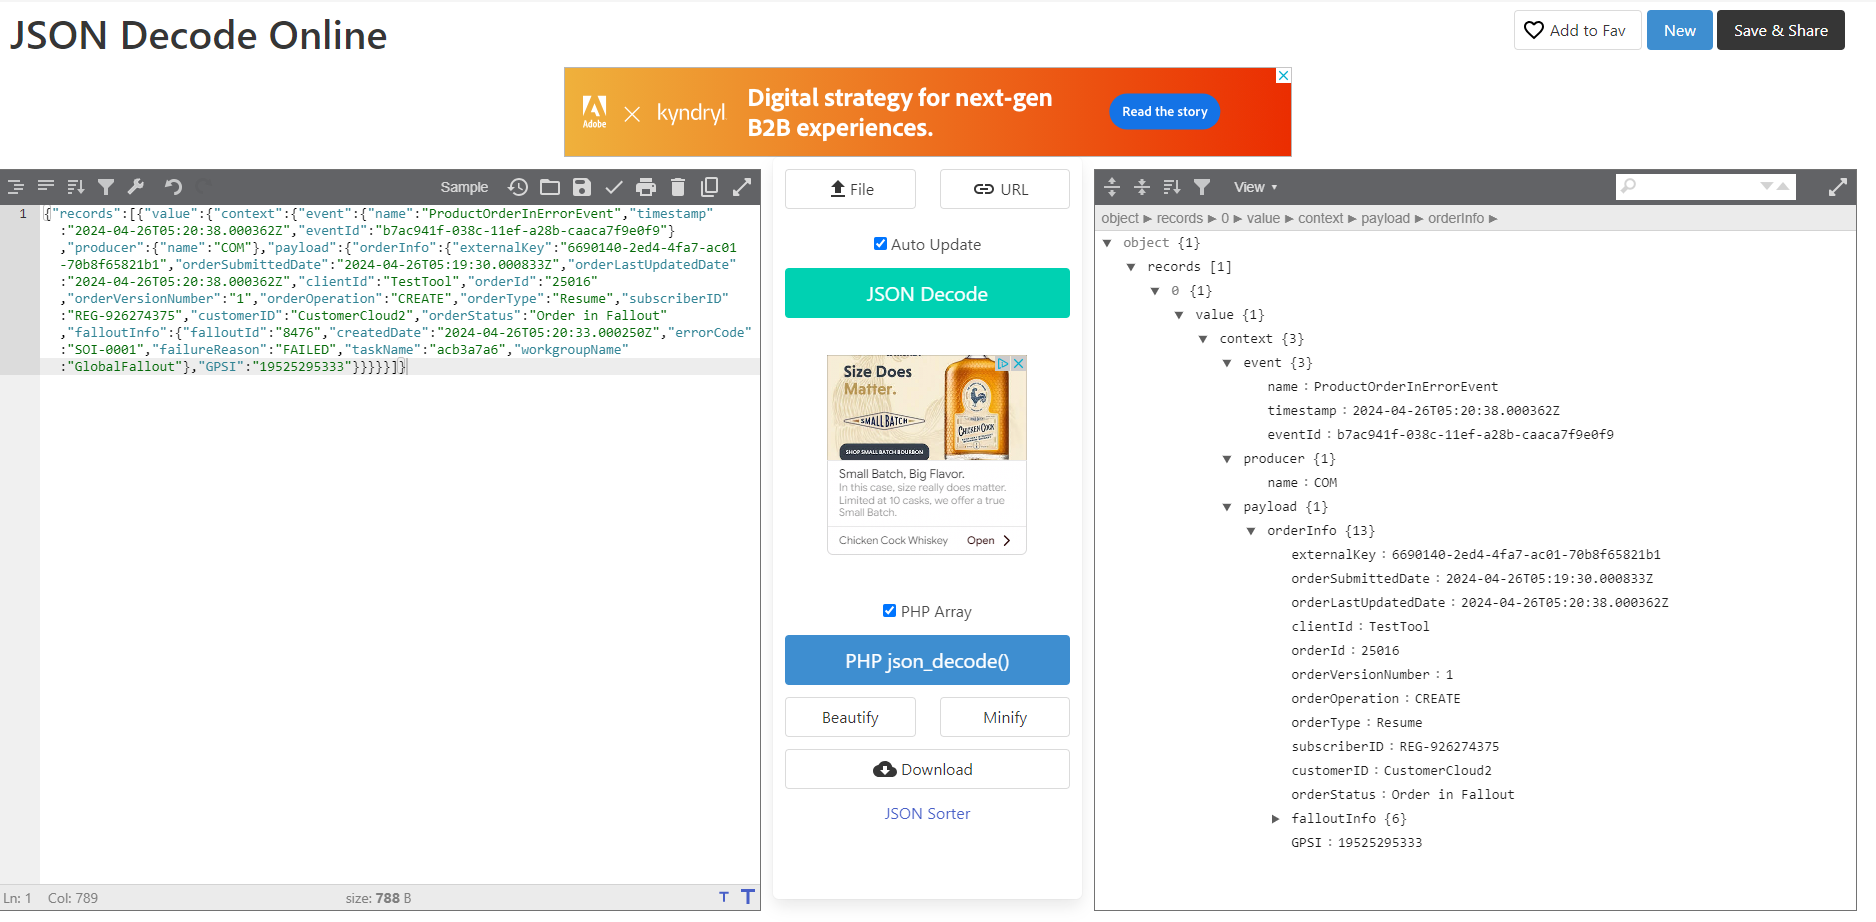 JSON Decode Online
Add to Fav
New
Save & Share
Adobe
kyndryl
Digital strategy for next-gen
B2B experiences.
Read the story
Sample
1
{"records":[{"value":{"context":{"event":{"name":"ProductOrderInErrorEvent","timestamp"
:"2024-04-26T05:20:38.000362Z","eventId":"b7ac941f-038c-11ef-a28b-caaca7f9e0f9"}
,"producer":{"name":"COM"},"payload":{"orderInfo":{"externalKey":"6690140-2ed4-4fa7-ac01
-70b8f65821b1","orderSubmittedDate":"2024-04-26T05:19:30.000833Z","orderLastUpdatedDate"
:"2024-04-26T05:20:38.000362Z","clientId":"TestTool","orderId":"25016"
,"orderVersionNumber":"1","orderOperation":"CREATE","orderType":"Resume","subscriberID"
:"REG-926274375","customerID":"CustomerCloud2","orderStatus":"Order in Fallout"
,"falloutInfo":{"falloutId":"8476","createdDate":"2024-04-26T05:20:33.000250Z","errorCode"
:"SOI-0001","failureReason":"FAILED","taskName":"acb3a7a6","workgroupName"
:"GlobalFallout"},"GPSI":"19525295333"}}}}}]}
Ln: 1 Col: 789
size: 788 B
T T
File
URL
Auto Update
JSON Decode
Size Does
Matter.
SMALL BATCH
SHOP SMALL BATCH BOURBON
CHICKEN COCK
Small Batch, Big Flavor.
In this case, size really does matter.
Limited at 10 casks, we offer a true
Small Batch.
Chicken Cock Whiskey
Open
PHP Array
PHP json_decode()
Beautify
Minify
Download
JSON Sorter
View
object ► records ► 0 ► value ► context ► payload ► orderInfo ►
object {1}
records [1]
0 {1}
value {1}
context {3}
event {3}
name : ProductOrderInErrorEvent
timestamp : 2024-04-26T05:20:38.000362Z
eventId : b7ac941f-038c-11ef-a28b-caaca7f9e0f9
producer {1}
name : COM
payload {1}
orderInfo {13}
externalKey : 6690140-2ed4-4fa7-ac01-70b8f65821b1
orderSubmittedDate : 2024-04-26T05:19:30.000833Z
orderLastUpdatedDate : 2024-04-26T05:20:38.000362Z
clientId : TestTool
orderId : 25016
orderVersionNumber : 1
orderOperation : CREATE
orderType : Resume
subscriberID : REG-926274375
customerID : CustomerCloud2
orderStatus : Order in Fallout
falloutInfo {6}
GPSI : 19525295333